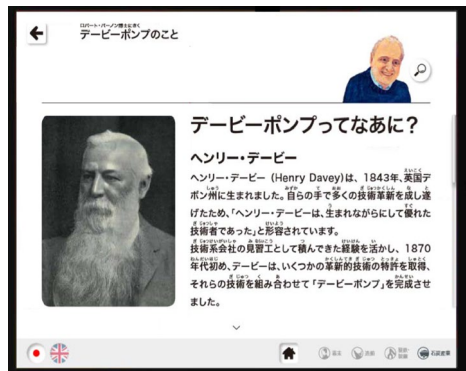 ロバート・バーノン博士にきく
デービーポンプのこと
デービーポンプってなあに？
ヘンリー・デービー
ヘンリー・デービー (Henry Davey)は、1843年、英国デ
ボン州に生まれました。自らの手で多くの技術革新を成し遂
げたため、「ヘンリー・デービーは、生まれながらにして優れた
技術者であった」と形容されています。
技術系会社の見習工として積んできた経験を活かし、1870
年代初め、デービーは、いくつかの革新的技術の特許を取得、
それらの技術を組み合わせて「デービーポンプ」を完成させ
ました。
石炭産業